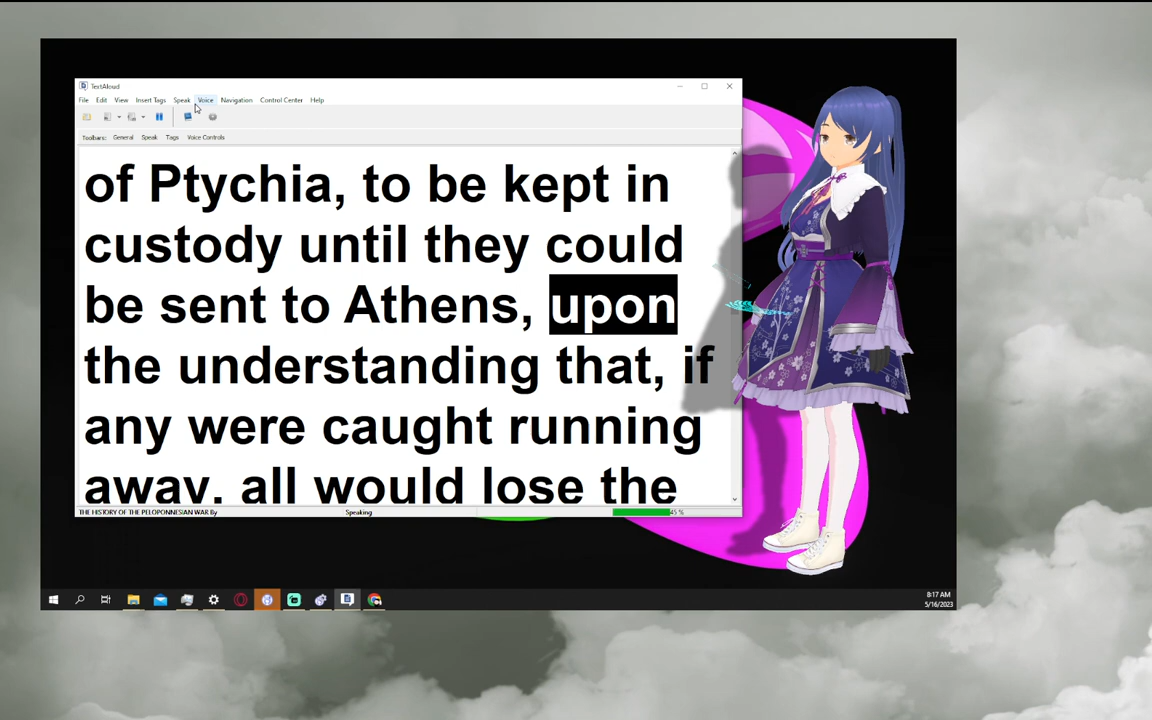 TextAloud
File Edit View Insert Tags Speak Voice Navigation Control Center Help
Toolbars: General Speak Tags Voice Controls
of Ptychia, to be kept in
custody until they could
be sent to Athens, upon
the understanding that, if
any were caught running
away, all would lose the
THE HISTORY OF THE PELOPONNESIAN WAR By Speaking 45 %
8:17 AM
5/16/2023